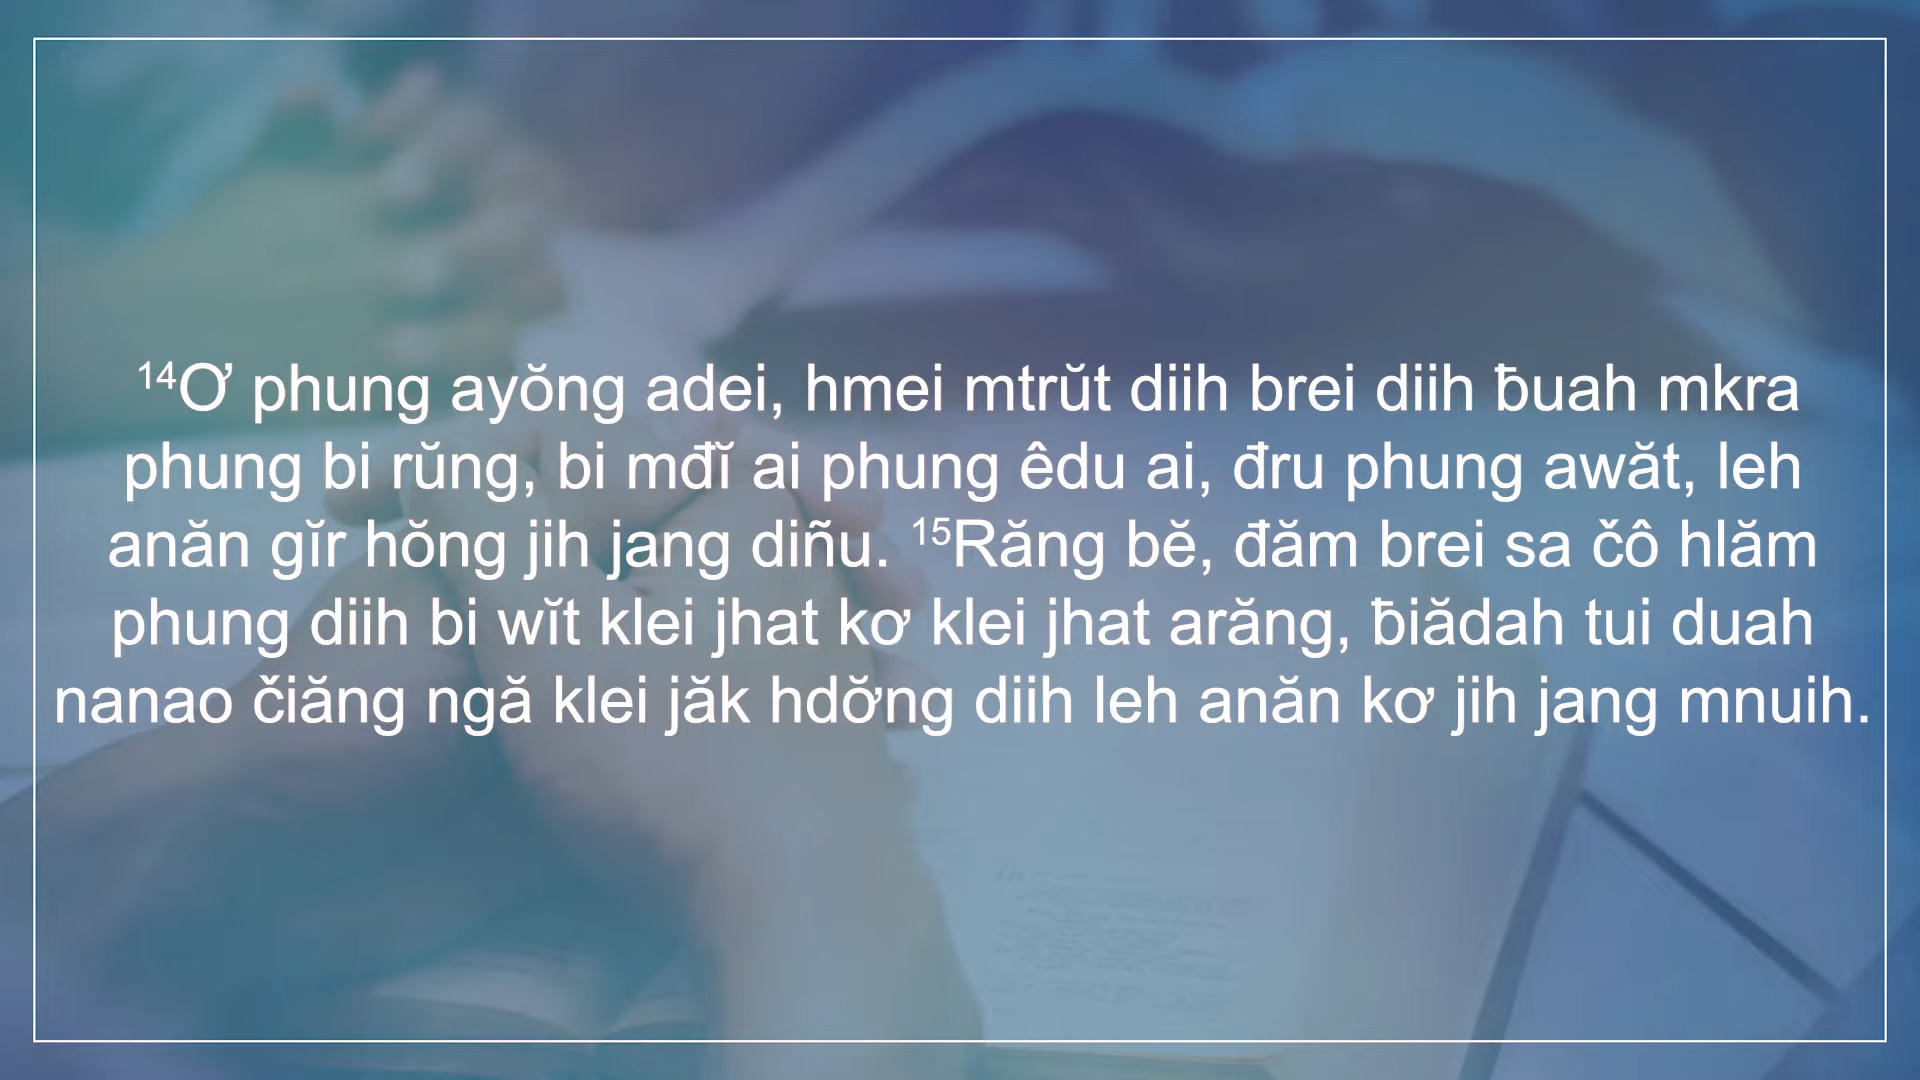 ¹⁴Ơ phung ayŏng adei, hmei mtrŭt diih brei diih ƀuah mkra
phung bi rŭng, bi mđĭ ai phung êdu ai, đru phung awăt, leh
anăn gĭr hŏng jih jang diñu. ¹⁵Răng bĕ, đăm brei sa čô hlăm
phung diih bi wĭt klei jhat kơ klei jhat arăng, ƀiădah tui duah
nanao čiăng ngă klei jăk hdơ̆ng diih leh anăn kơ jih jang mnuih.